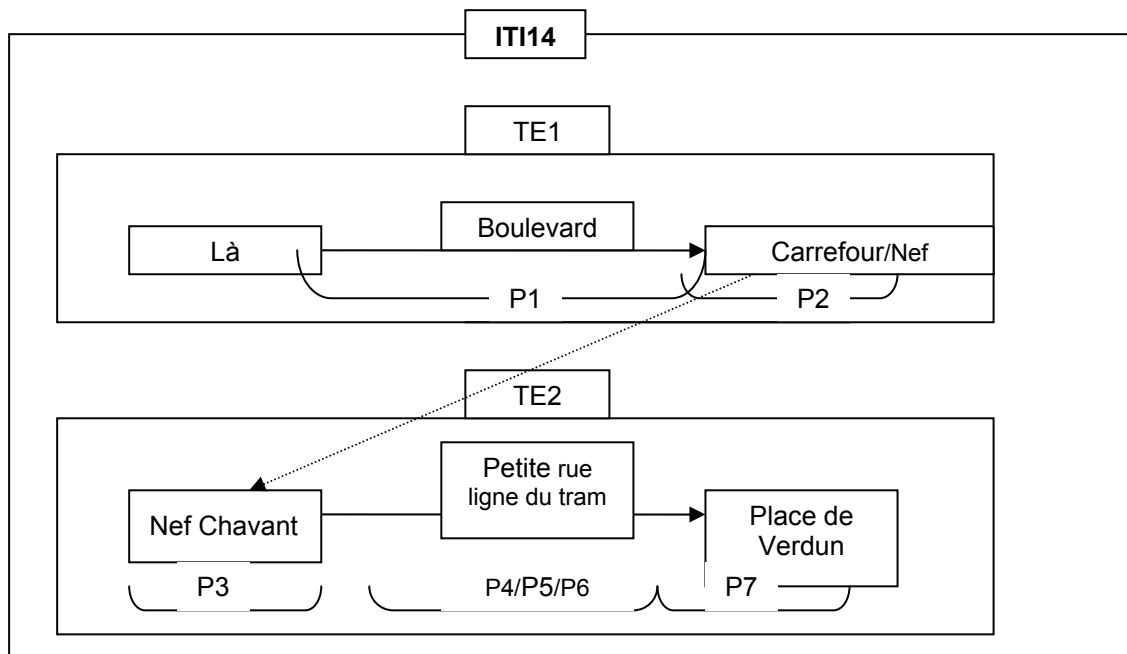 ITI14
TE1
Boulevard
Là
Carrefour/Nef
P1
P2
TE2
Petite rue
ligne du tram
Nef Chavant
Place de
Verdun
P3
P4/P5/P6
P7